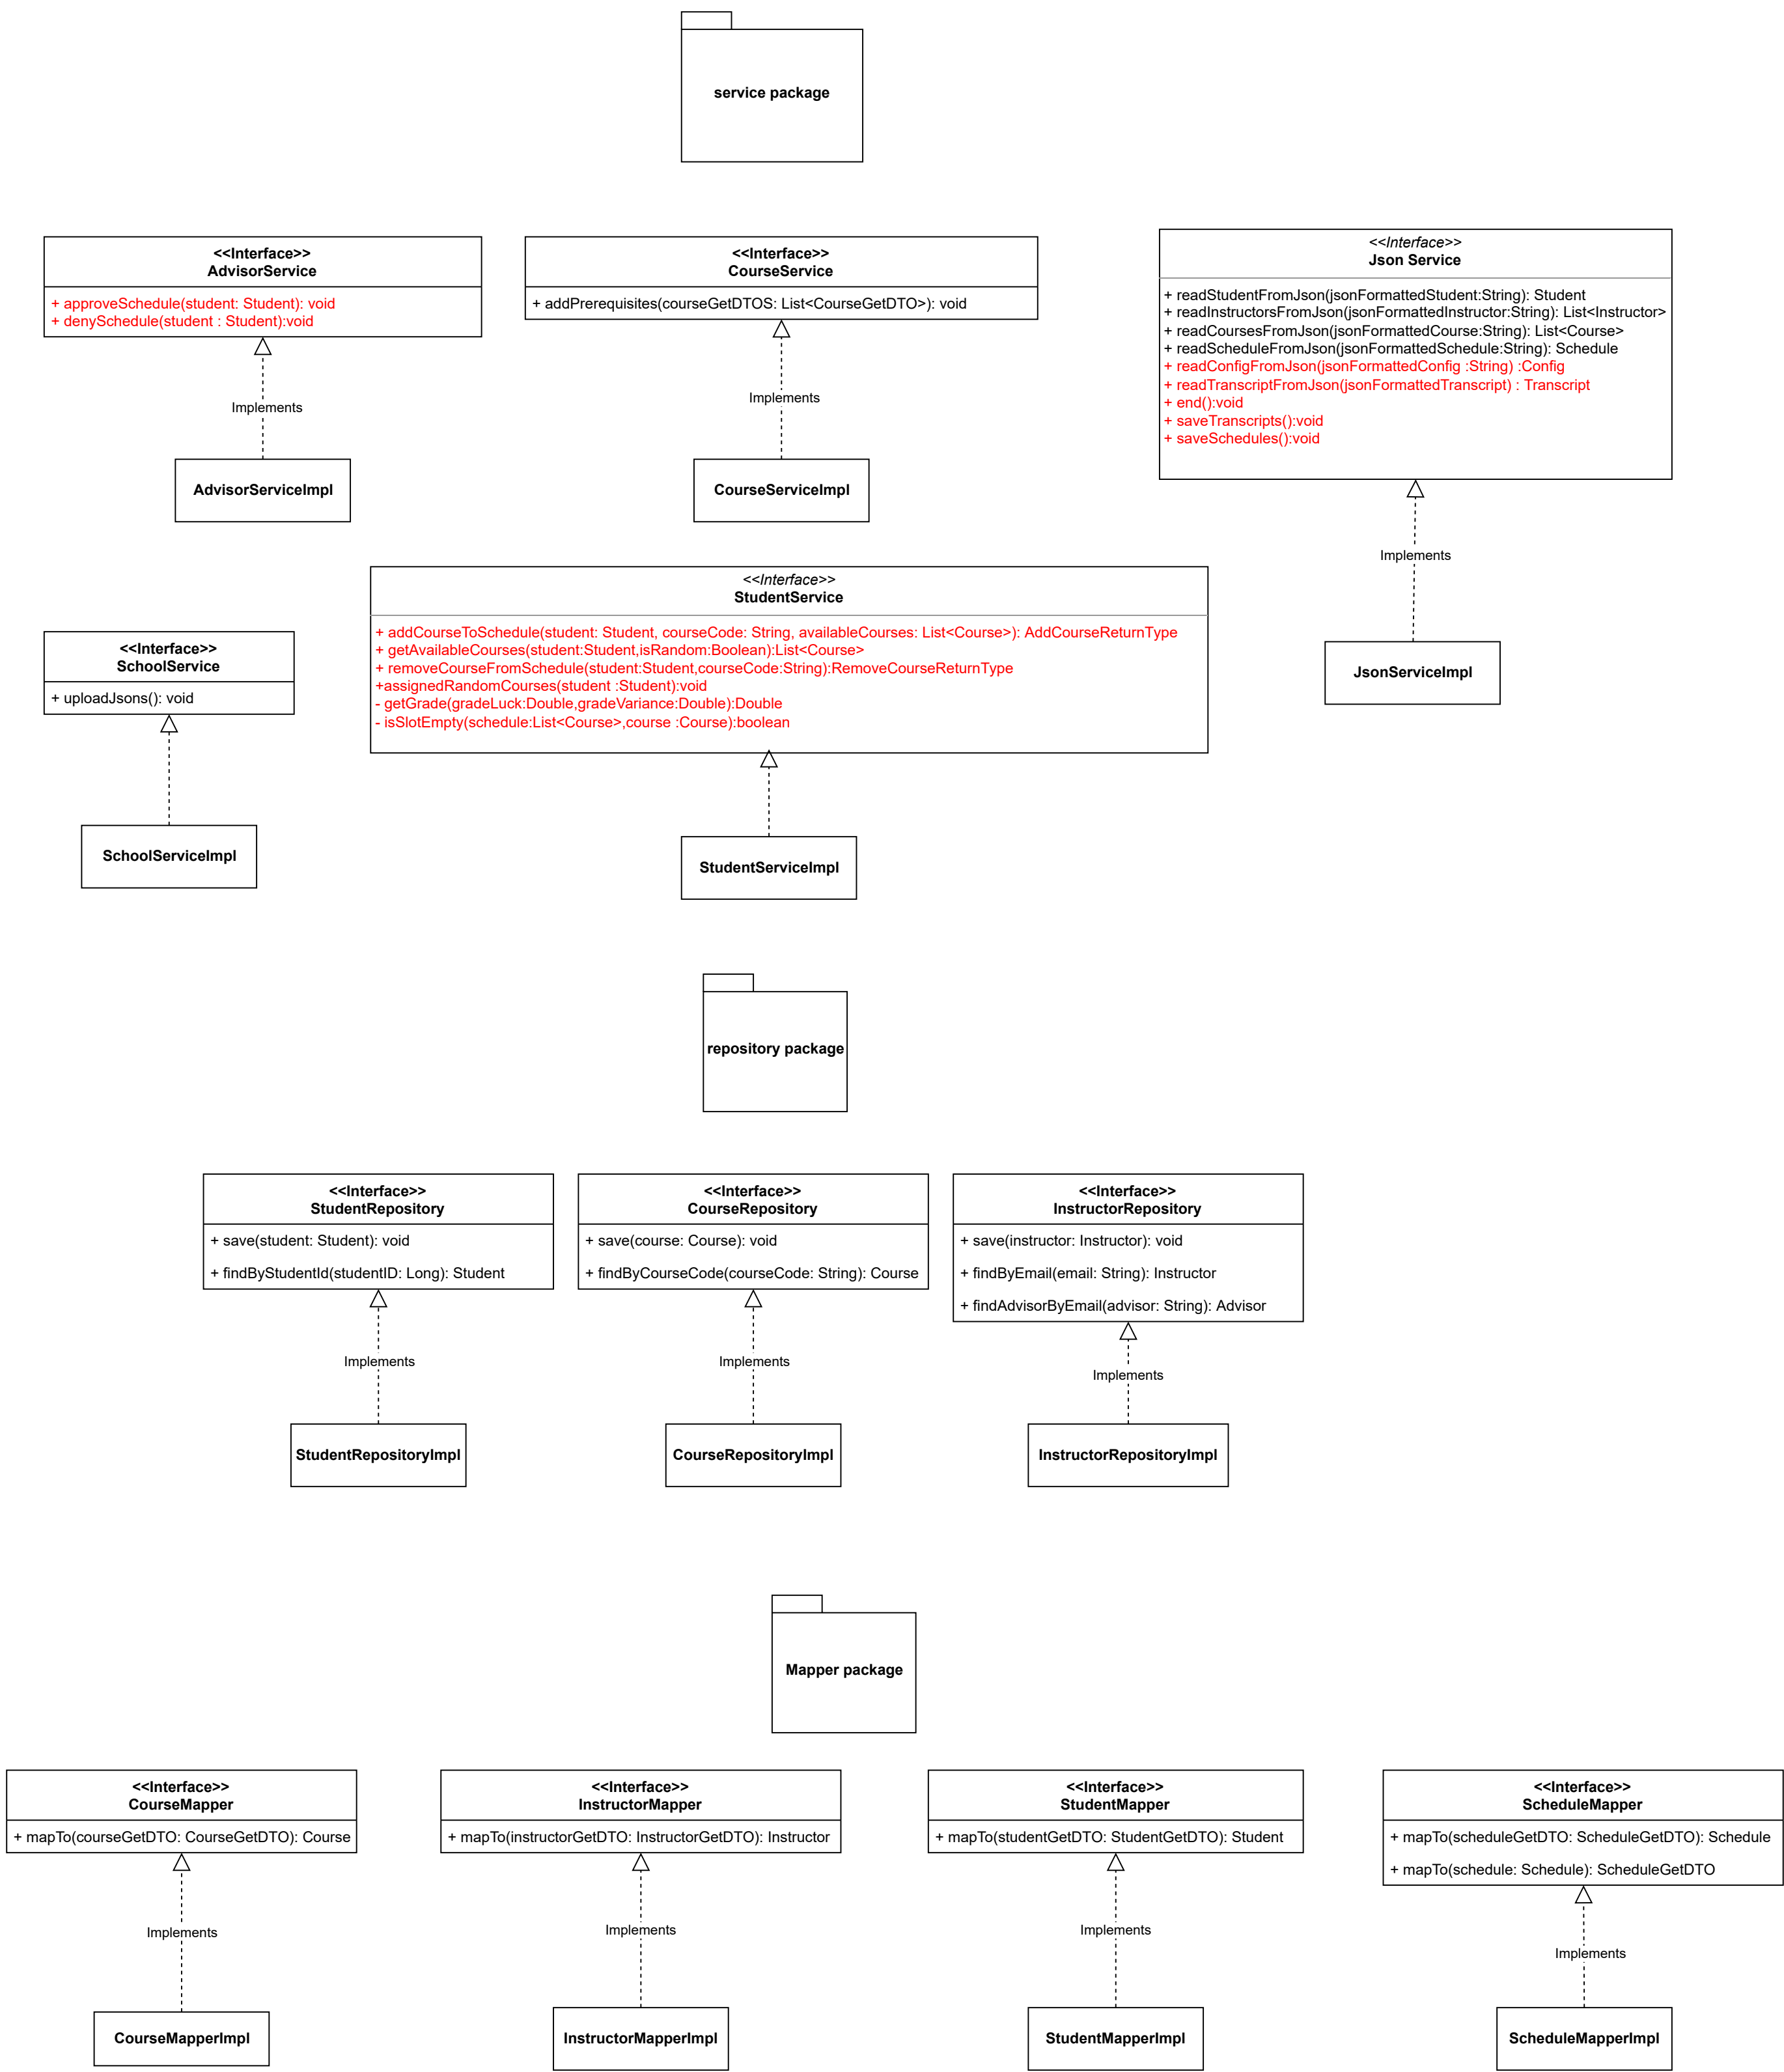 service package
<<Interface>>
AdvisorService
+ approveSchedule(student: Student): void
+ denySchedule(student : Student):void
Implements
AdvisorServiceImpl
<<Interface>>
CourseService
+ addPrerequisites(courseGetDTOS: List<CourseGetDTO>): void
Implements
CourseServiceImpl
<<Interface>>
Json Service
+ readStudentFromJson(jsonFormattedStudent:String): Student
+ readInstructorsFromJson(jsonFormattedInstructor:String): List<Instructor>
+ readCoursesFromJson(jsonFormattedCourse:String): List<Course>
+ readScheduleFromJson(jsonFormattedSchedule:String): Schedule
+ readConfigFromJson(jsonFormattedConfig :String) :Config
+ readTranscriptFromJson(jsonFormattedTranscript) : Transcript
+ end():void
+ saveTranscripts():void
+ saveSchedules():void
Implements
JsonServiceImpl
<<Interface>>
SchoolService
+ uploadJsons(): void
SchoolServiceImpl
<<Interface>>
StudentService
+ addCourseToSchedule(student: Student, courseCode: String, availableCourses: List<Course>): AddCourseReturnType
+ getAvailableCourses(student:Student,isRandom:Boolean):List<Course>
+ removeCourseFromSchedule(student:Student,courseCode:String):RemoveCourseReturnType
+assignedRandomCourses(student :Student):void
- getGrade(gradeLuck:Double,gradeVariance:Double):Double
- isSlotEmpty(schedule:List<Course>,course :Course):boolean
StudentServiceImpl
repository package
<<Interface>>
StudentRepository
+ save(student: Student): void
+ findByStudentId(studentID: Long): Student
Implements
StudentRepositoryImpl
<<Interface>>
CourseRepository
+ save(course: Course): void
+ findByCourseCode(courseCode: String): Course
Implements
CourseRepositoryImpl
<<Interface>>
InstructorRepository
+ save(instructor: Instructor): void
+ findByEmail(email: String): Instructor
+ findAdvisorByEmail(advisor: String): Advisor
Implements
InstructorRepositoryImpl
Mapper package
<<Interface>>
CourseMapper
+ mapTo(courseGetDTO: CourseGetDTO): Course
Implements
CourseMapperImpl
<<Interface>>
InstructorMapper
+ mapTo(instructorGetDTO: InstructorGetDTO): Instructor
Implements
InstructorMapperImpl
<<Interface>>
StudentMapper
+ mapTo(studentGetDTO: StudentGetDTO): Student
Implements
StudentMapperImpl
<<Interface>>
ScheduleMapper
+ mapTo(scheduleGetDTO: ScheduleGetDTO): Schedule
+ mapTo(schedule: Schedule): ScheduleGetDTO
Implements
ScheduleMapperImpl